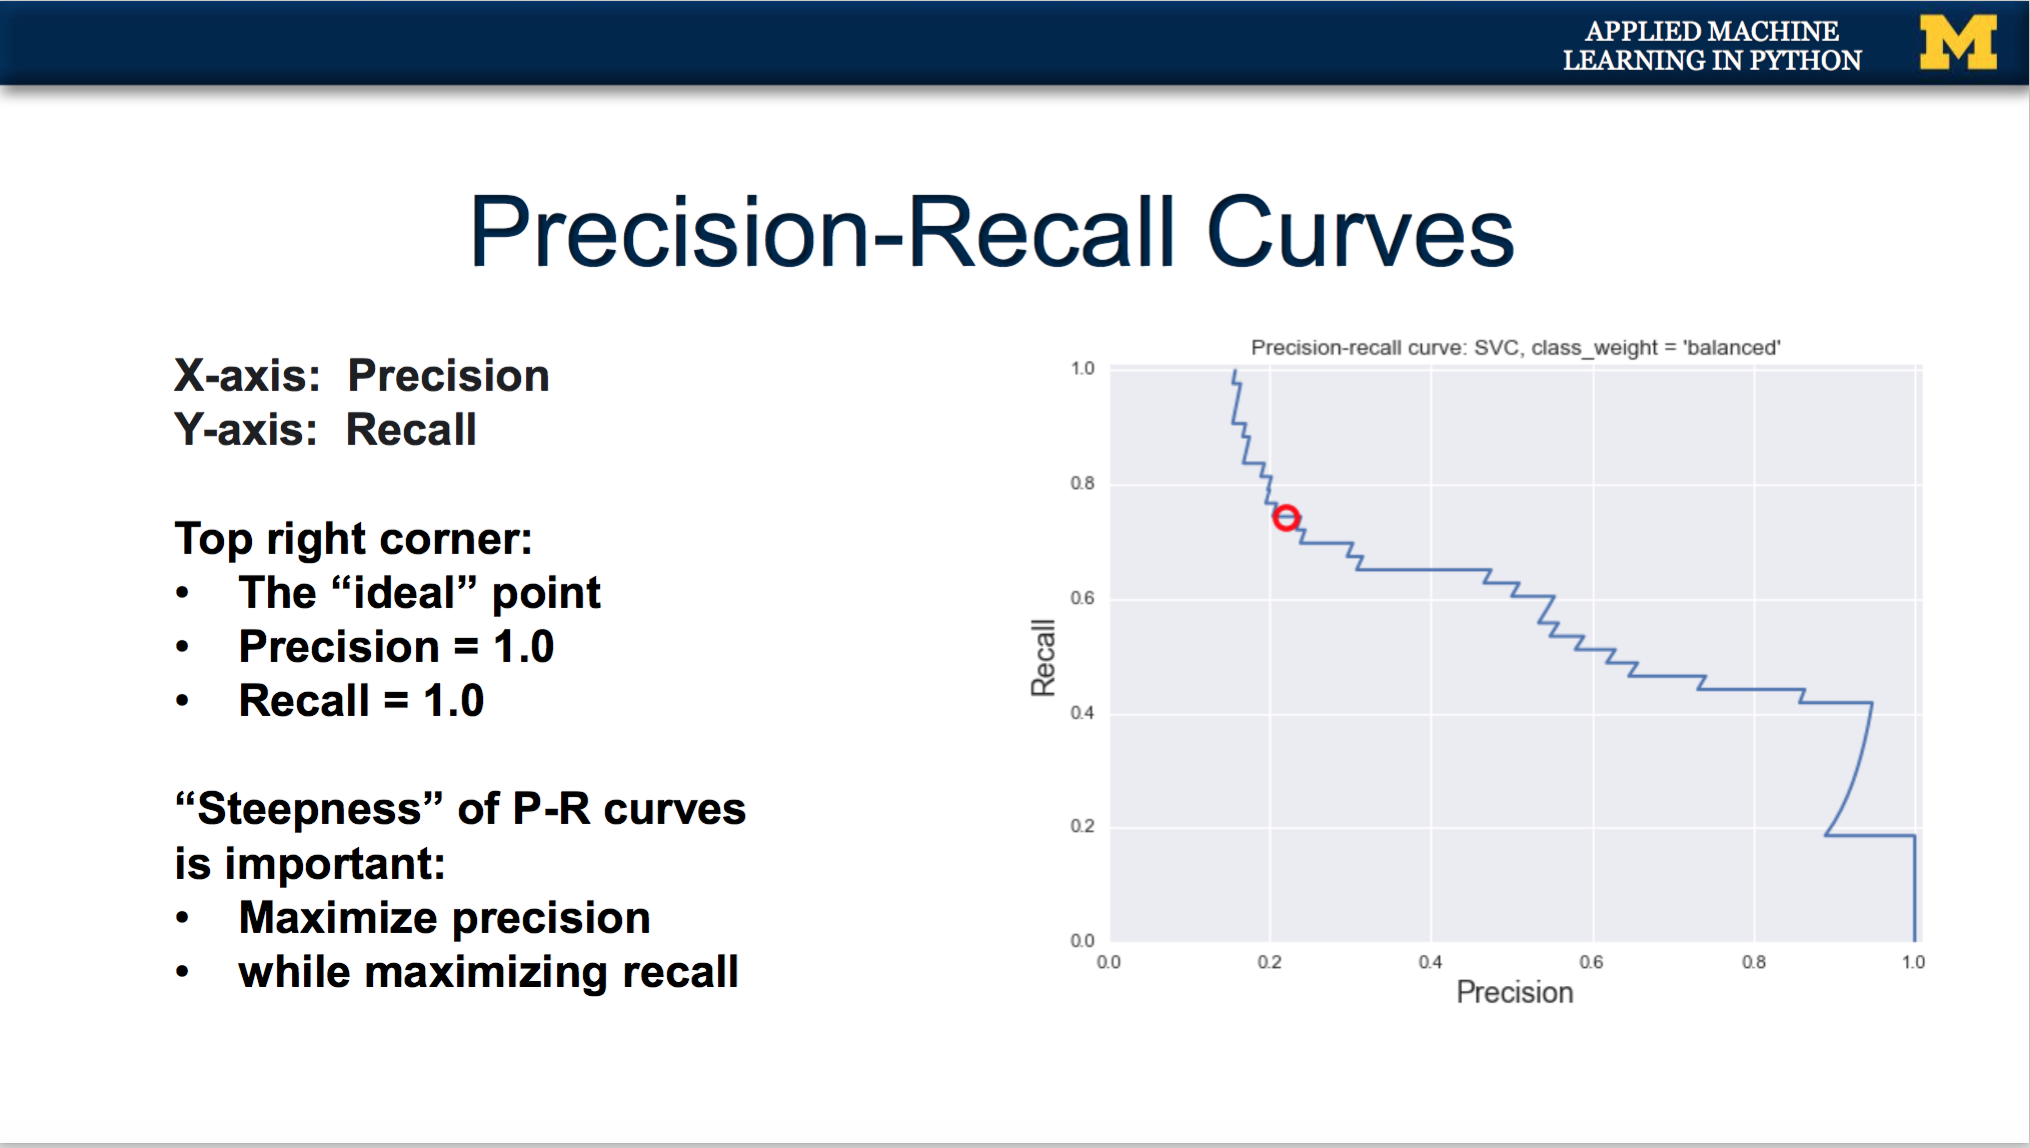 APPLIED MACHINE
LEARNING IN PYTHON
M
Precision-Recall Curves
X-axis: Precision
Y-axis: Recall
Top right corner:
• The “ideal” point
• Precision = 1.0
• Recall = 1.0
“Steepness” of P-R curves
is important:
• Maximize precision
• while maximizing recall
Precision-recall curve: SVC, class_weight = 'balanced'
1.0
0.8
0.6
0.4
0.2
0.0
Recall
0.0 0.2 0.4 0.6 0.8 1.0
Precision